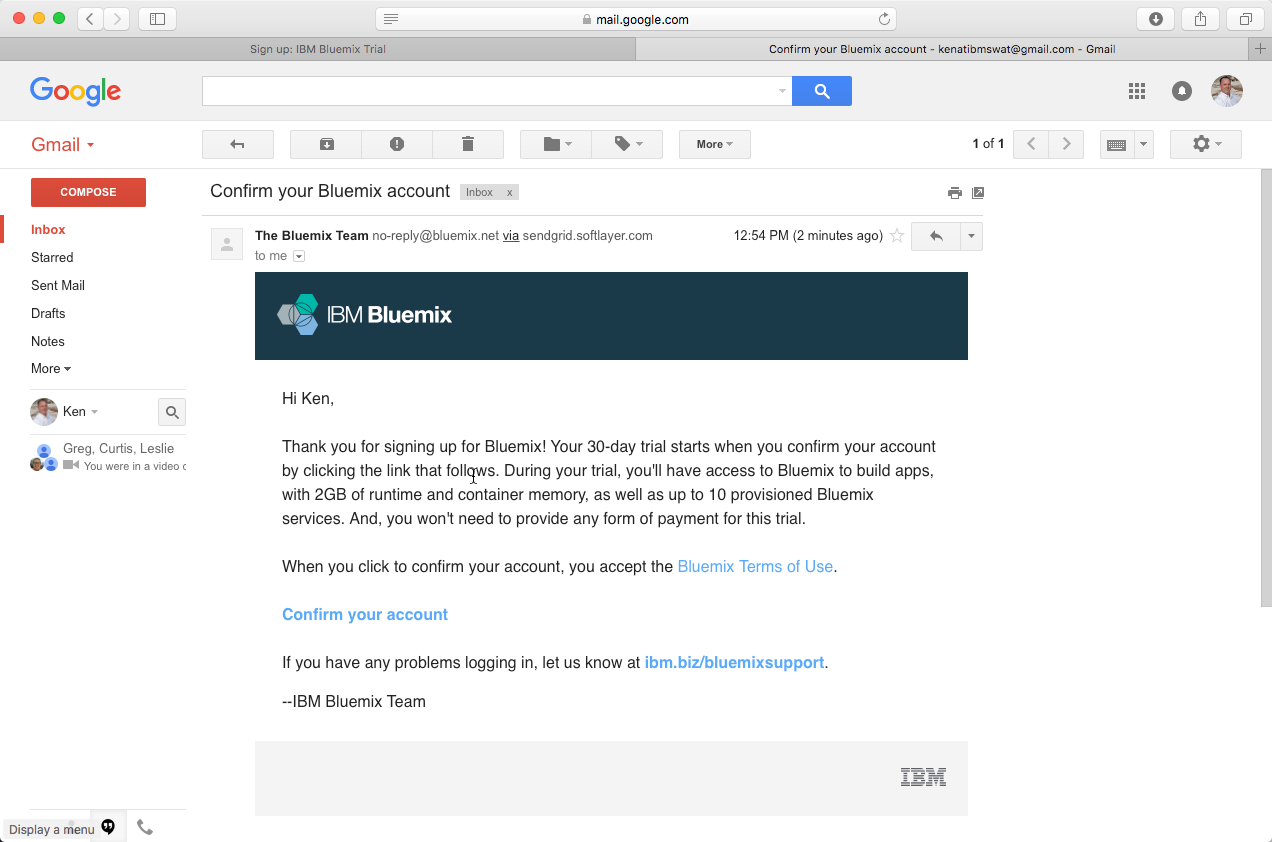 mail.google.com
Sign up: IBM Bluemix Trial
Confirm your Bluemix account - kenatibmswat@gmail.com - Gmail
Google
Gmail
More
1 of 1
COMPOSE
Inbox
Starred
Sent Mail
Drafts
Notes
More
Ken
Greg, Curtis, Leslie
You were in a video c
Confirm your Bluemix account
Inbox x
The Bluemix Team no-reply@bluemix.net via sendgrid.softlayer.com
12:54 PM (2 minutes ago)
to me
IBM Bluemix
Hi Ken,
Thank you for signing up for Bluemix! Your 30-day trial starts when you confirm your account
by clicking the link that follows. During your trial, you'll have access to Bluemix to build apps,
with 2GB of runtime and container memory, as well as up to 10 provisioned Bluemix
services. And, you won't need to provide any form of payment for this trial.
When you click to confirm your account, you accept the Bluemix Terms of Use.
Confirm your account
If you have any problems logging in, let us know at ibm.biz/bluemixsupport.
--IBM Bluemix Team
IBM
Display a menu